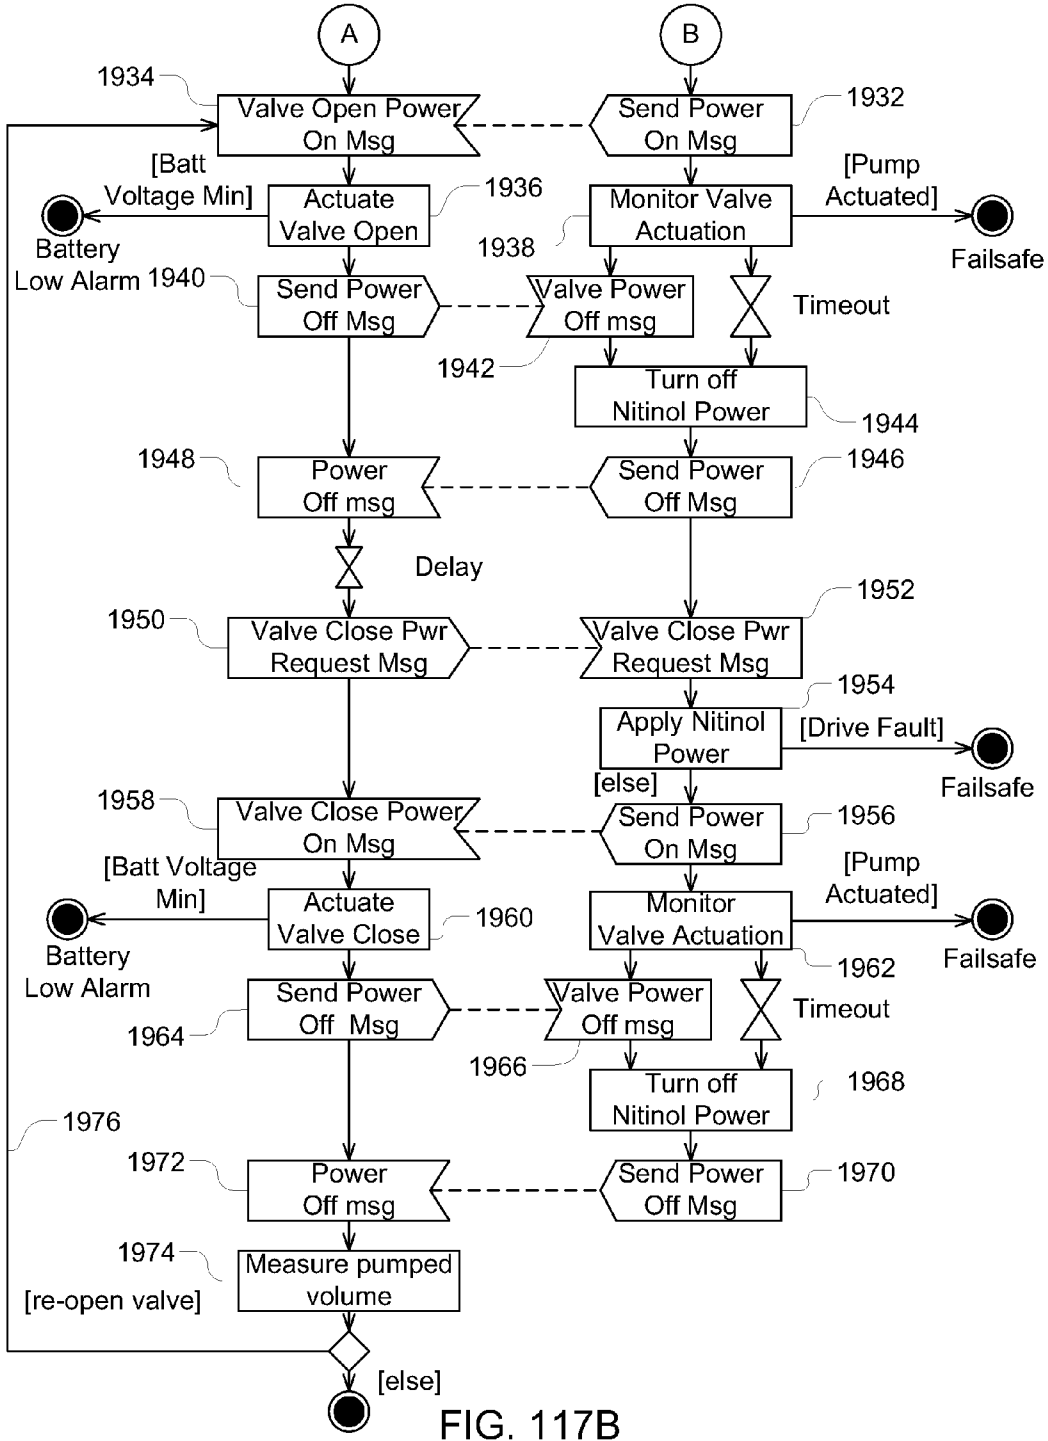 A
B
1934
Valve Open Power
On Msg
Send Power
On Msg
1932
[Batt
Voltage Min]
Actuate
Valve Open
1936
1938
Monitor Valve
Actuation
[Pump
Actuated]
Battery
Low Alarm
Failsafe
1940
Send Power
Off Msg
Valve Power
Off msg
Timeout
1942
Turn off
Nitinol Power
1944
1948
Power
Off msg
Send Power
Off Msg
1946
Delay
1950
Valve Close Pwr
Request Msg
Valve Close Pwr
Request Msg
1952
1954
Apply Nitinol
Power
[Drive Fault]
Failsafe
[else]
1958
Valve Close Power
On Msg
Send Power
On Msg
1956
[Batt Voltage
Min]
Actuate
Valve Close
1960
Monitor
Valve Actuation
[Pump
Actuated]
1962
Battery
Low Alarm
Failsafe
1964
Send Power
Off Msg
Valve Power
Off msg
Timeout
1966
Turn off
Nitinol Power
1968
1976
1972
Power
Off msg
Send Power
Off Msg
1970
1974
Measure pumped
volume
[re-open valve]
[else]
FIG. 117B